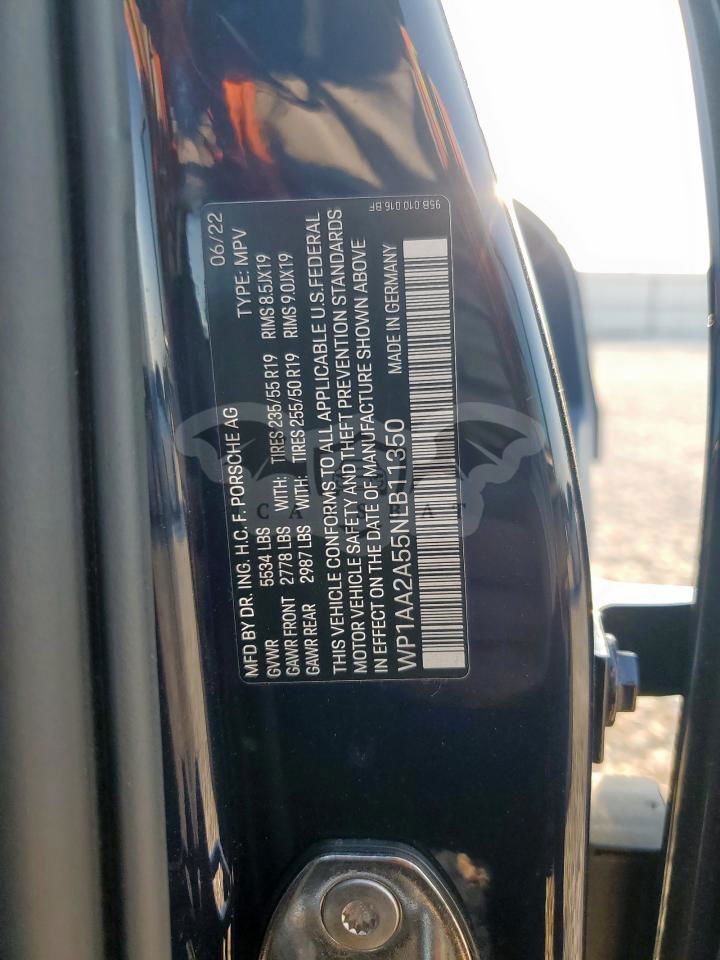 MFD BY DR. ING. H.C. F. PORSCHE AG 06/22
GVWR 5534 LBS TYPE: MPV
GAWR FRONT 2778 LBS WITH: TIRES 235/55 R19 RIMS 8.5JX19
GAWR REAR 2987 LBS WITH: TIRES 255/50 R19 RIMS 9.0JX19
THIS VEHICLE CONFORMS TO ALL APPLICABLE U.S.FEDERAL
MOTOR VEHICLE SAFETY AND THEFT PREVENTION STANDARDS
IN EFFECT ON THE DATE OF MANUFACTURE SHOWN ABOVE
WP1AA2A55NLB11350 MADE IN GERMANY
95B.010.016.BF